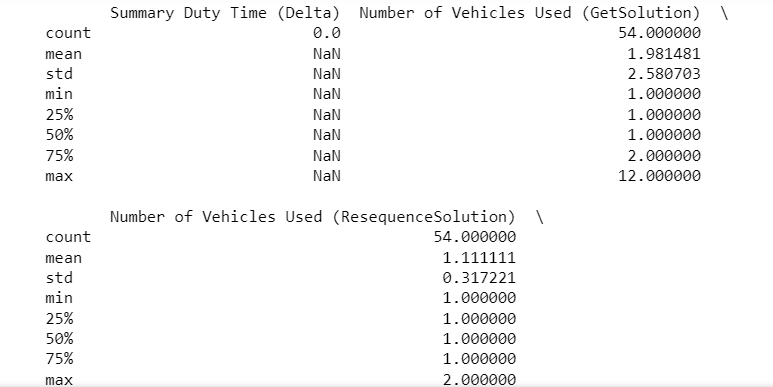 Summary Duty Time (Delta) Number of Vehicles Used (GetSolution) \
count 0.0 54.000000
mean NaN 1.981481
std NaN 2.580703
min NaN 1.000000
25% NaN 1.000000
50% NaN 1.000000
75% NaN 2.000000
max NaN 12.000000
Number of Vehicles Used (ResequenceSolution) \
count 54.000000
mean 1.111111
std 0.317221
min 1.000000
25% 1.000000
50% 1.000000
75% 1.000000
max 2.000000